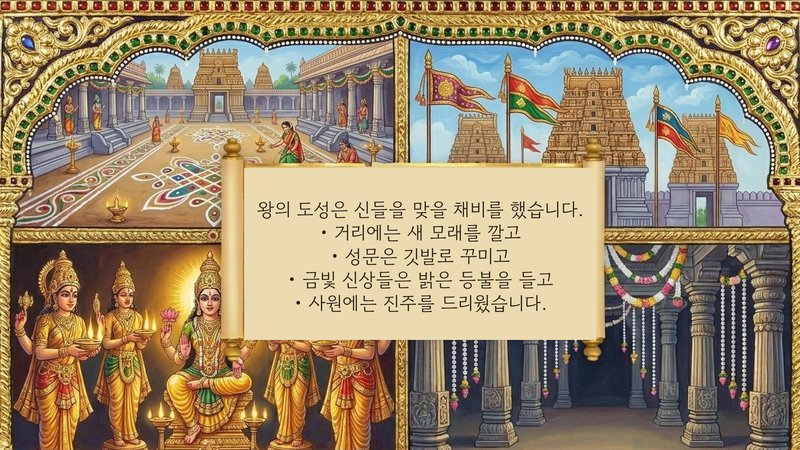 왕의 도성은 신들을 맞을 채비를 했습니다.
• 거리에는 새 모래를 깔고
• 성문은 깃발로 꾸미고
• 금빛 신상들은 밝은 등불을 들고
• 사원에는 진주를 드리웠습니다.